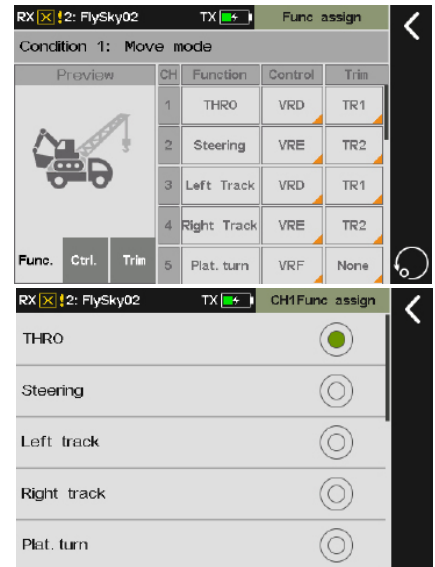 RX 2: FlySky02 TX Func assign
Condition 1: Move mode
Preview CH Function Control Trim
1 THRO VRD TR1
2 Steering VRE TR2
3 Left Track VRD TR1
4 Right Track VRE TR2
Func. Ctrl. Trim 5 Plat. turn VRF None
RX 2: FlySky02 TX CH1Func assign
THRO
Steering
Left track
Right track
Plat. turn